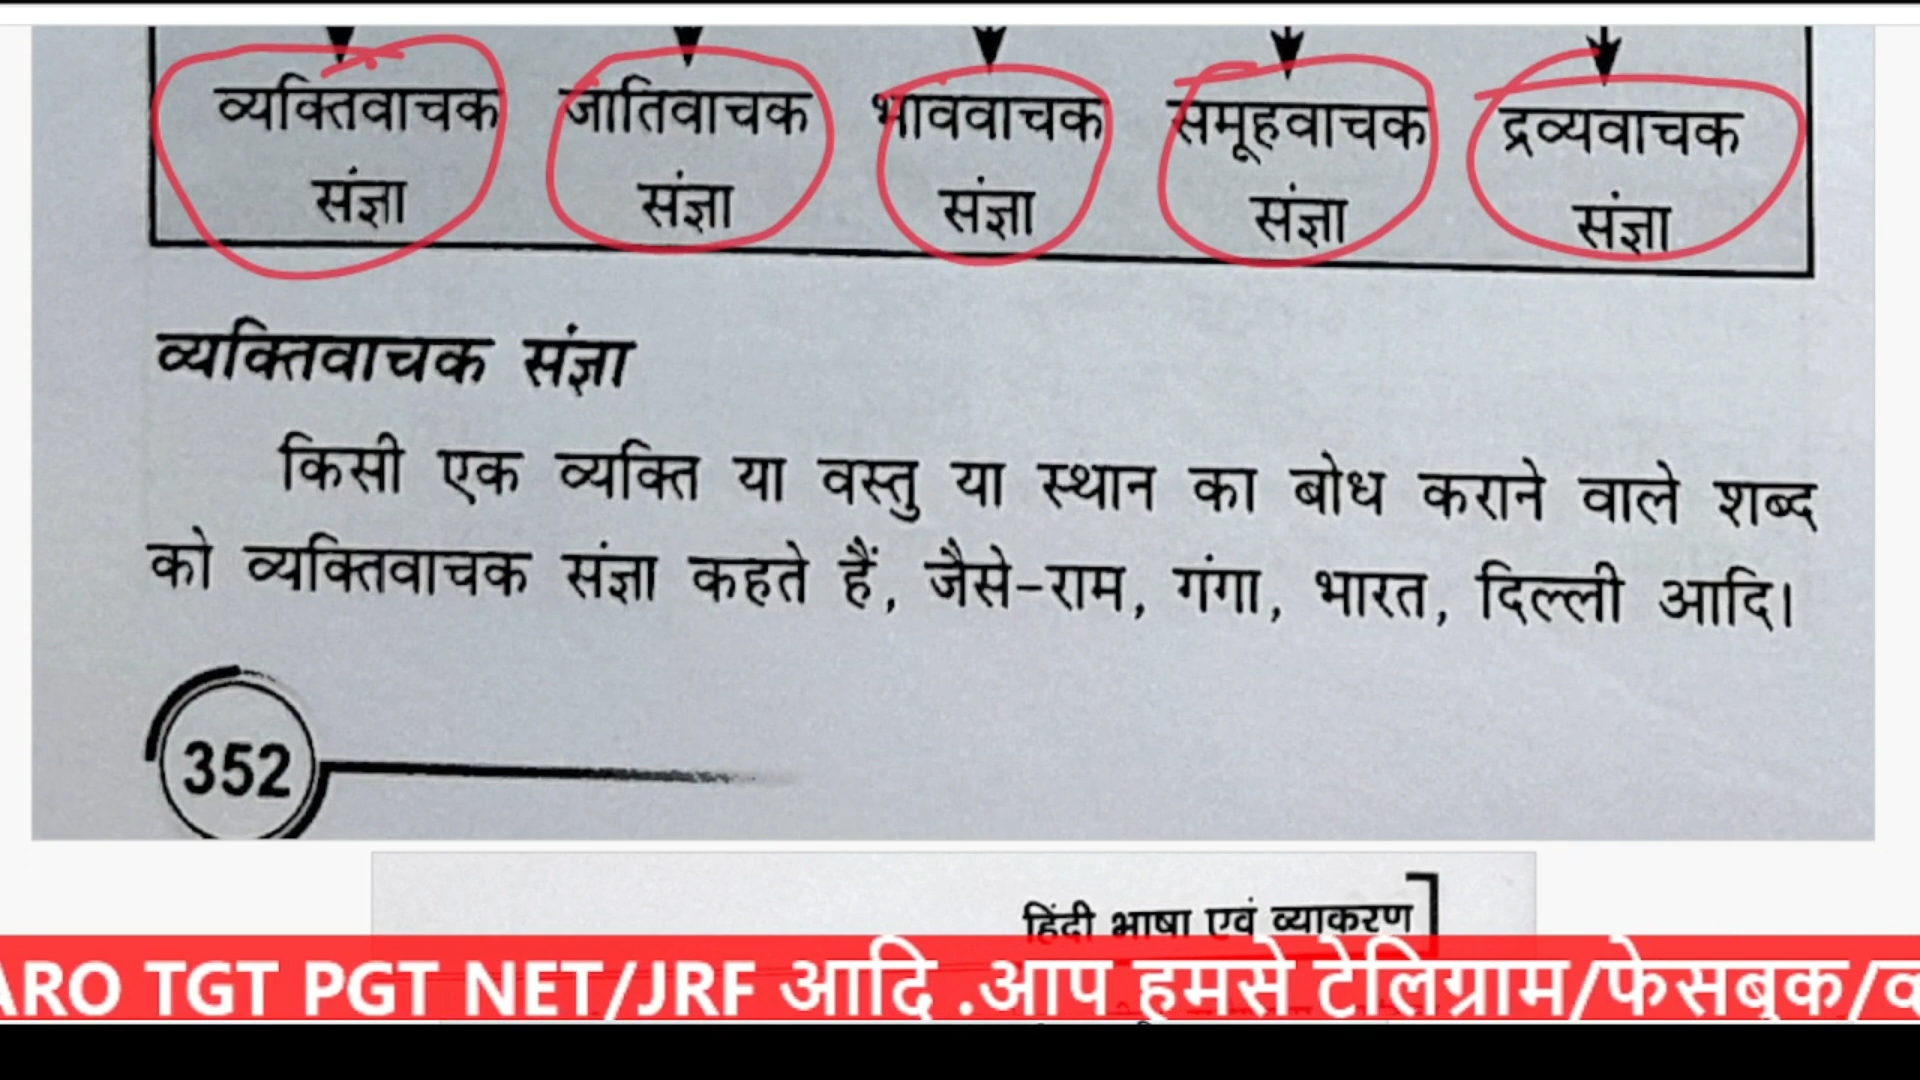 व्यक्तिवाचक जातिवाचक भाववाचक समूहवाचक द्रव्यवाचक
संज्ञा संज्ञा संज्ञा संज्ञा संज्ञा
व्यक्तिवाचक संज्ञा
किसी एक व्यक्ति या वस्तु या स्थान का बोध कराने वाले शब्द
को व्यक्तिवाचक संज्ञा कहते हैं, जैसे-राम, गंगा, भारत, दिल्ली आदि।
352
हिंदी भाषा एवं व्याकरण
ARO TGT PGT NET/JRF आदि .आप हमसे टेलिग्राम/फेसबुक/